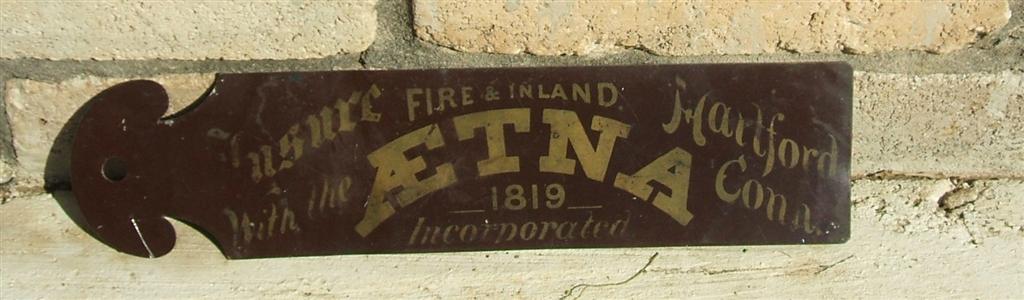 Insure
With the
FIRE & INLAND
ÆTNA
1819
Incorporated
Hartford
Conn.